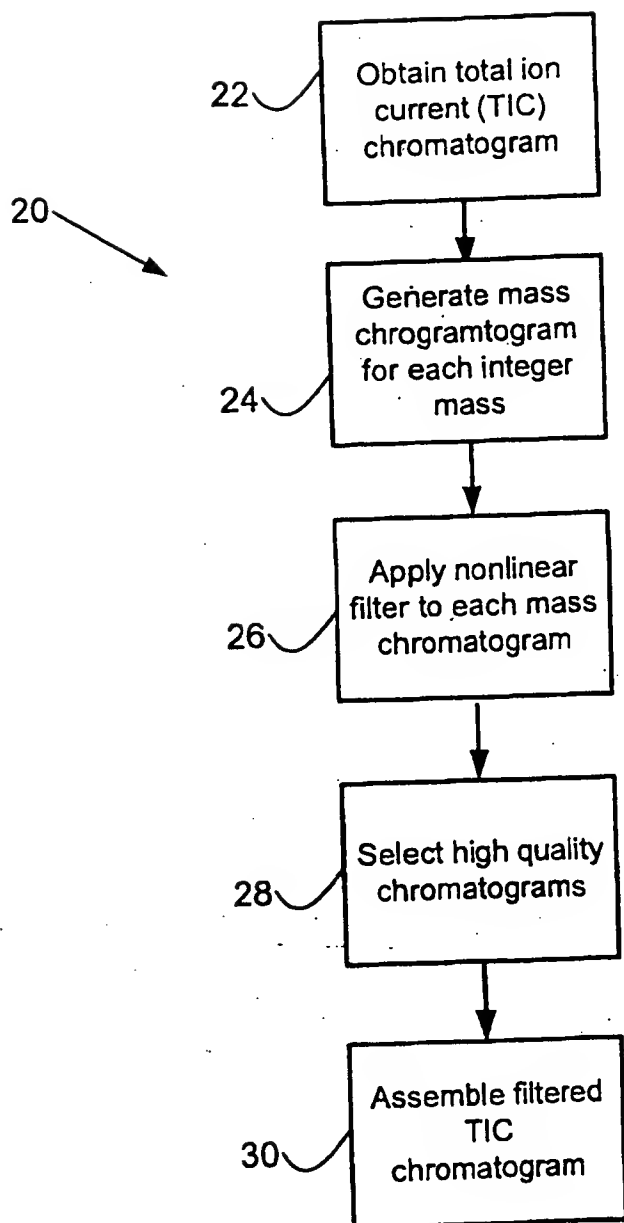 22
Obtain total ion
current (TIC)
chromatogram
20
Generate mass
chrogramtogram
for each integer
mass
24
Apply nonlinear
filter to each mass
chromatogram
26
Select high quality
chromatograms
28
Assemble filtered
TIC
chromatogram
30